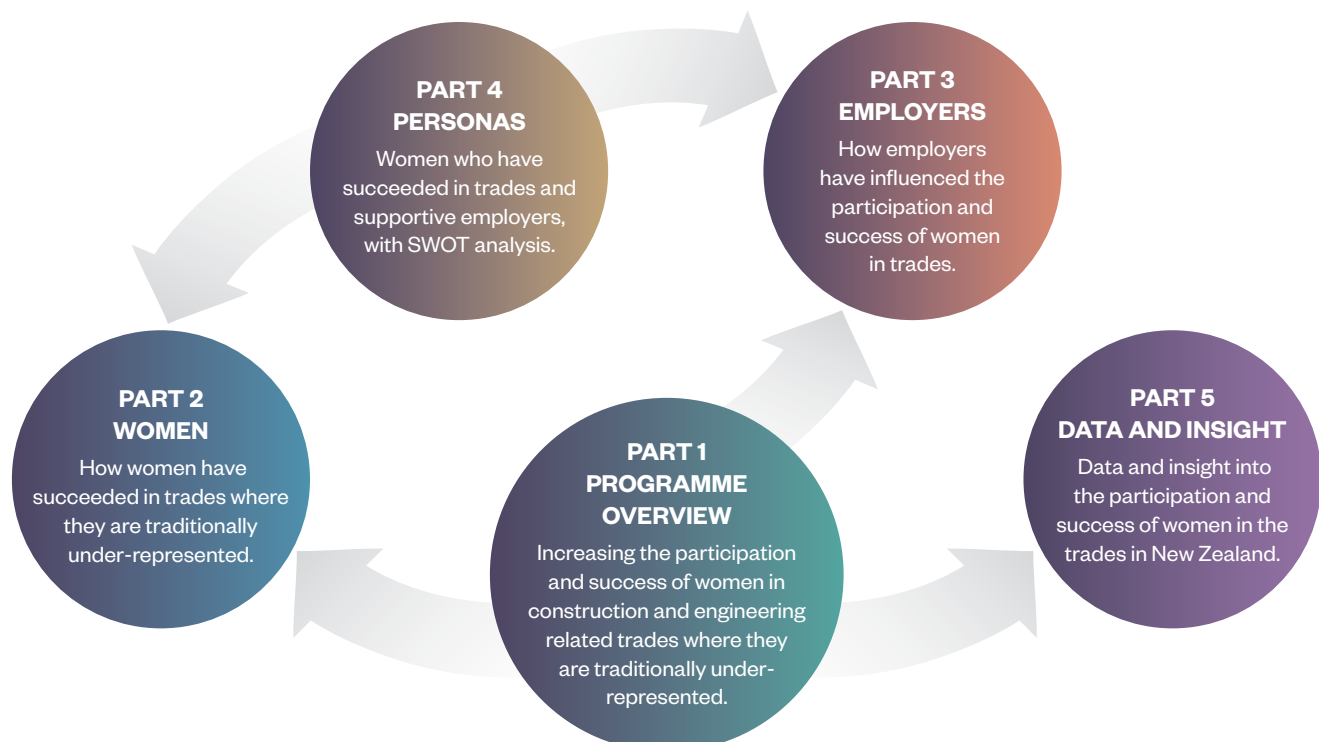 PART 4
PERSONAS
Women who have
succeeded in trades and
supportive employers,
with SWOT analysis.
PART 3
EMPLOYERS
How employers
have influenced the
participation and
success of women
in trades.
PART 2
WOMEN
How women have
succeeded in trades where
they are traditionally
under-represented.
PART 1
PROGRAMME
OVERVIEW
Increasing the participation
and success of women in
construction and engineering
related trades where they
are traditionally under-
represented.
PART 5
DATA AND INSIGHT
Data and insight into
the participation and
success of women in the
trades in New Zealand.